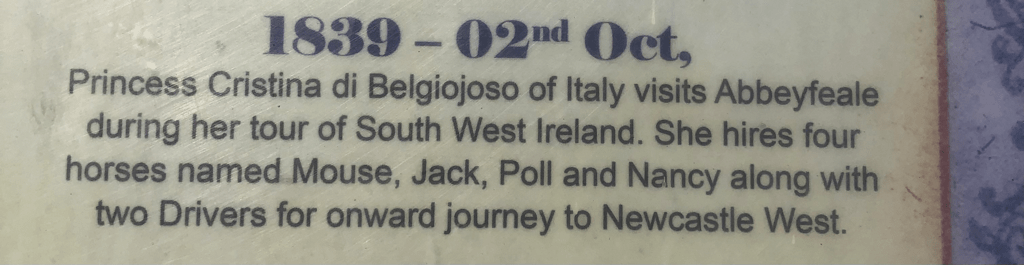 1839 – 02nd Oct,
Princess Cristina di Belgiojoso of Italy visits Abbeyfeale
during her tour of South West Ireland. She hires four
horses named Mouse, Jack, Poll and Nancy along with
two Drivers for onward journey to Newcastle West.